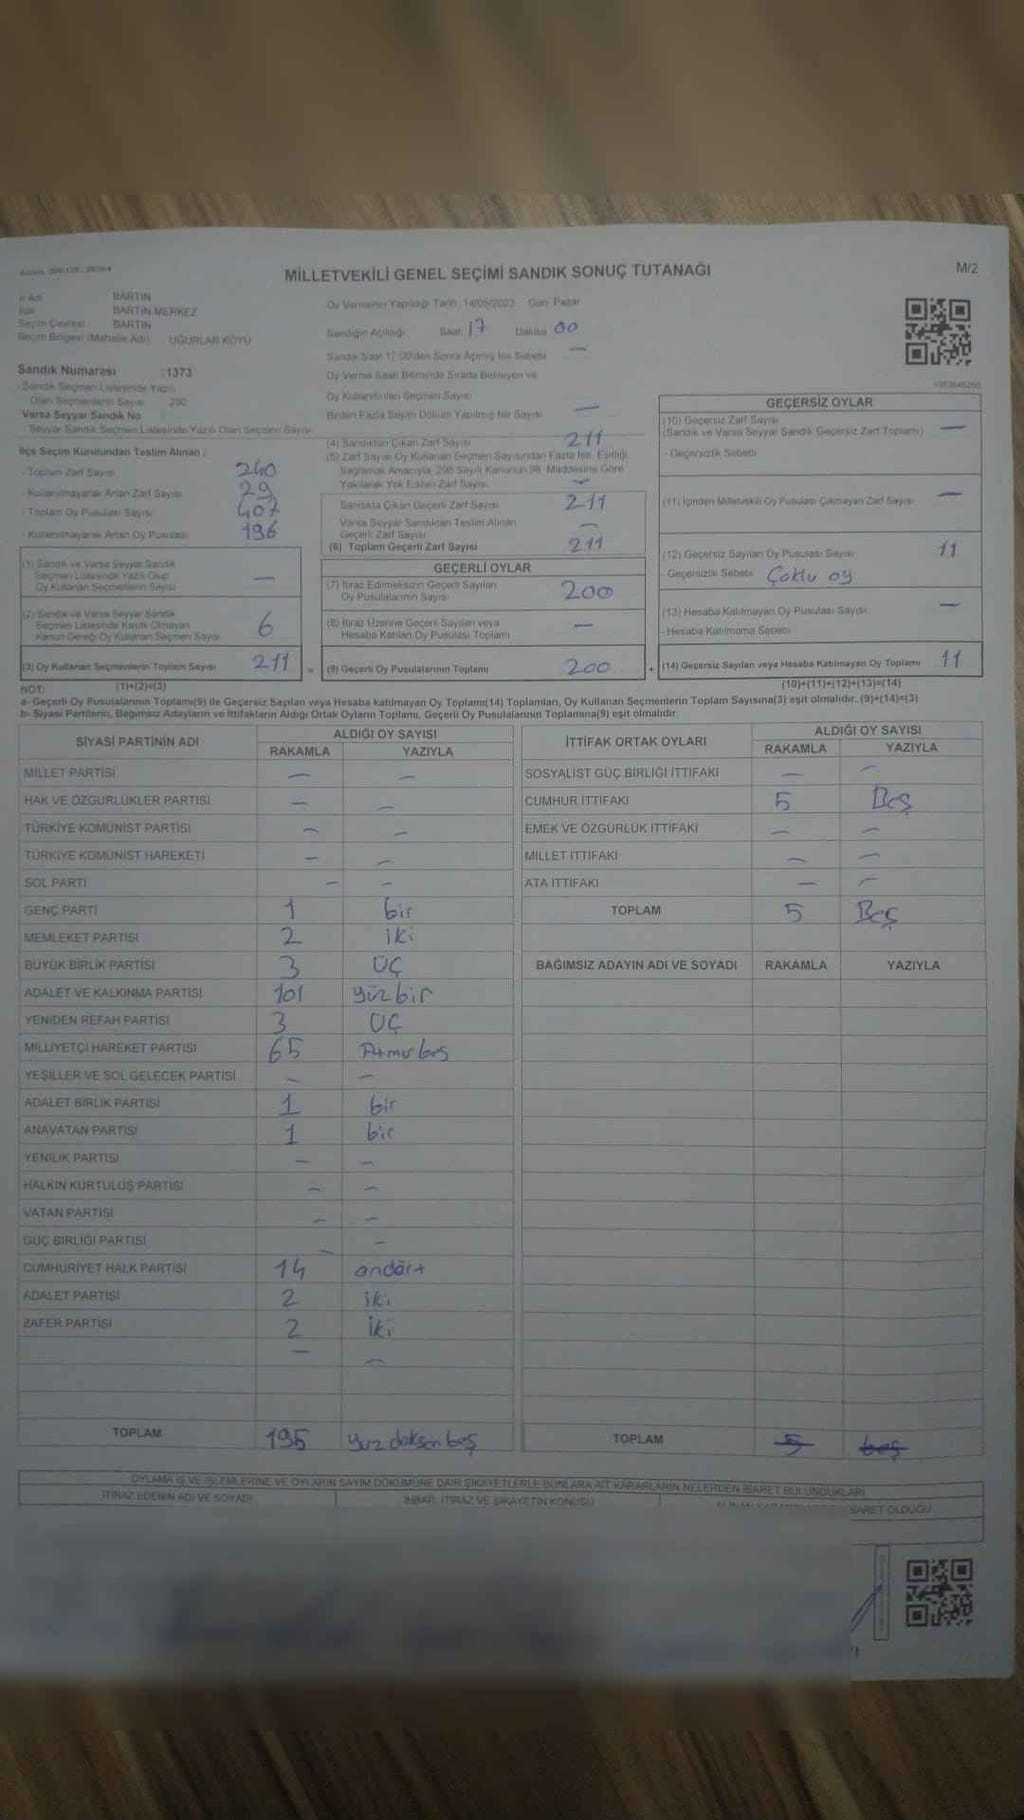 MİLLETVEKİLİ GENEL SEÇİMİ SANDIK SONUÇ TUTANAĞI
M/2
İl Adı BARTIN
İlçe BARTIN MERKEZ
Seçim Çevresi BARTIN
Seçim Bölgesi (Mahalle Adı) UĞURLAR KÖYÜ
Sandık Numarası :1373
- Sandık Seçmen Listesinde Yazılı
Olan Seçmenlerin Sayısı
Varsa Seyyar Sandık No
- Seyyar Sandık Seçmen Listesinde Yazılı Olan Seçmen Sayısı
İlçe Seçim Kurulundan Teslim Alınan :
- Toplam Zarf Sayısı 240
- Kullanılmayarak Artan Zarf Sayısı 29
- Toplam Oy Pusulası Sayısı 407
- Kullanılmayarak Artan Oy Pusulası 196
(1) Sandık ve Varsa Seyyar Sandık
Seçmen Listesinde Yazılı Olup
Oy Kullanan Seçmenlerin Sayısı —
(2) Sandık ve Varsa Seyyar Sandık
Seçmen Listesinde Kaydı Olmayan
Kanun Gereği Oy Kullanan Seçmen Sayısı 6
(3) Oy Kullanan Seçmenlerin Toplam Sayısı 211
Oy Vermenin Yapıldığı Tarih : 14/05/2023 Gün Pazar
Sandığın Açıldığı Saat 17 Dakika 00
Sandık Saat 17.00'den Sonra Açılmış İse Sebebi —
Oy Verme Saati Bitiminde Sırada Bekleyen ve
Oy Kullandırılan Seçmen Sayısı
Birden Fazla Sayım Döküm Yapılmış İse Sayısı —
(4) Sandıktan Çıkan Zarf Sayısı 211
(5) Zarf Sayısı Oy Kullanan Seçmen Sayısından Fazla İse, Eşitliği
Sağlamak Amacıyla, 298 Sayılı Kanunun 98. Maddesine Göre
Yakılarak Yok Edilen Zarf Sayısı —
Sandıkta Çıkan Geçerli Zarf Sayısı 211
Varsa Seyyar Sandıktan Teslim Alınan
Geçerli Zarf Sayısı —
(6) Toplam Geçerli Zarf Sayısı 211
GEÇERLİ OYLAR
(7) İtiraz Edilmeksizin Geçerli Sayılan
Oy Pusulalarının Sayısı 200
(8) İtiraz Üzerine Geçerli Sayılan veya
Hesaba Katılan Oy Pusulası Toplamı —
= (9) Geçerli Oy Pusulalarının Toplamı 200
GEÇERSİZ OYLAR
(10) Geçersiz Zarf Sayısı
(Sandık ve Varsa Seyyar Sandık Geçersiz Zarf Toplamı) —
- Geçersizlik Sebebi
(11) İçinden Milletvekili Oy Pusulası Çıkmayan Zarf Sayısı —
(12) Geçersiz Sayılan Oy Pusulası Sayısı 11
- Geçersizlik Sebebi Çoklu oy
(13) Hesaba Katılmayan Oy Pusulası Sayısı —
- Hesaba Katılmama Sebebi
+ (14) Geçersiz Sayılan veya Hesaba Katılmayan Oy Toplamı 11
NOT: (1)+(2)=(3) (10)+(11)+(12)+(13)=(14)
a- Geçerli Oy Pusulalarının Toplamı(9) ile Geçersiz Sayılan veya Hesaba katılmayan Oy Toplamı(14) Toplamları, Oy Kullanan Seçmenlerin Toplam Sayısına(3) eşit olmalıdır. (9)+(14)=(3)
b- Siyasi Partilerin, Bağımsız Adayların ve İttifakların Aldığı Ortak Oyların Toplamı, Geçerli Oy Pusulalarının Toplamına(9) eşit olmalıdır.
SİYASİ PARTİNİN ADI ALDIĞI OY SAYISI
RAKAMLA YAZIYLA
MİLLET PARTİSİ — —
HAK VE ÖZGÜRLÜKLER PARTİSİ — —
TÜRKİYE KOMÜNİST PARTİSİ — —
TÜRKİYE KOMÜNİST HAREKETİ — —
SOL PARTİ — —
GENÇ PARTİ 1 bir
MEMLEKET PARTİSİ 2 iki
BÜYÜK BİRLİK PARTİSİ 3 ÜÇ
ADALET VE KALKINMA PARTİSİ 101 yüzbir
YENİDEN REFAH PARTİSİ 3 ÜÇ
MİLLİYETÇİ HAREKET PARTİSİ 65 Atmışbeş
YEŞİLLER VE SOL GELECEK PARTİSİ — —
ADALET BİRLİK PARTİSİ 1 bir
ANAVATAN PARTİSİ 1 bir
YENİLİK PARTİSİ — —
HALKIN KURTULUŞ PARTİSİ — —
VATAN PARTİSİ — —
GÜÇ BİRLİĞİ PARTİSİ — —
CUMHURİYET HALK PARTİSİ 14 ondört
ADALET PARTİSİ 2 iki
ZAFER PARTİSİ 2 İki
— —
TOPLAM 195 yüz doksan beş
İTTİFAK ORTAK OYLARI ALDIĞI OY SAYISI
RAKAMLA YAZIYLA
SOSYALİST GÜÇ BİRLİĞİ İTTİFAKI — —
CUMHUR İTTİFAKI 5 Beş
EMEK VE ÖZGÜRLÜK İTTİFAKI — —
MİLLET İTTİFAKI — —
ATA İTTİFAKI — —
TOPLAM 5 Beş
BAĞIMSIZ ADAYIN ADI VE SOYADI RAKAMLA YAZIYLA
TOPLAM 5 beş
OYLAMA İŞ VE İŞLEMLERİNE VE OYLARIN SAYIM DÖKÜMÜNE DAİR ŞİKAYETLERLE BUNLARA AİT KARARLARIN NELERDEN İBARET BULUNDUKLARI
İTİRAZ EDENİN ADI VE SOYADI İHBAR, İTİRAZ VE ŞİKAYETİN KONUSU